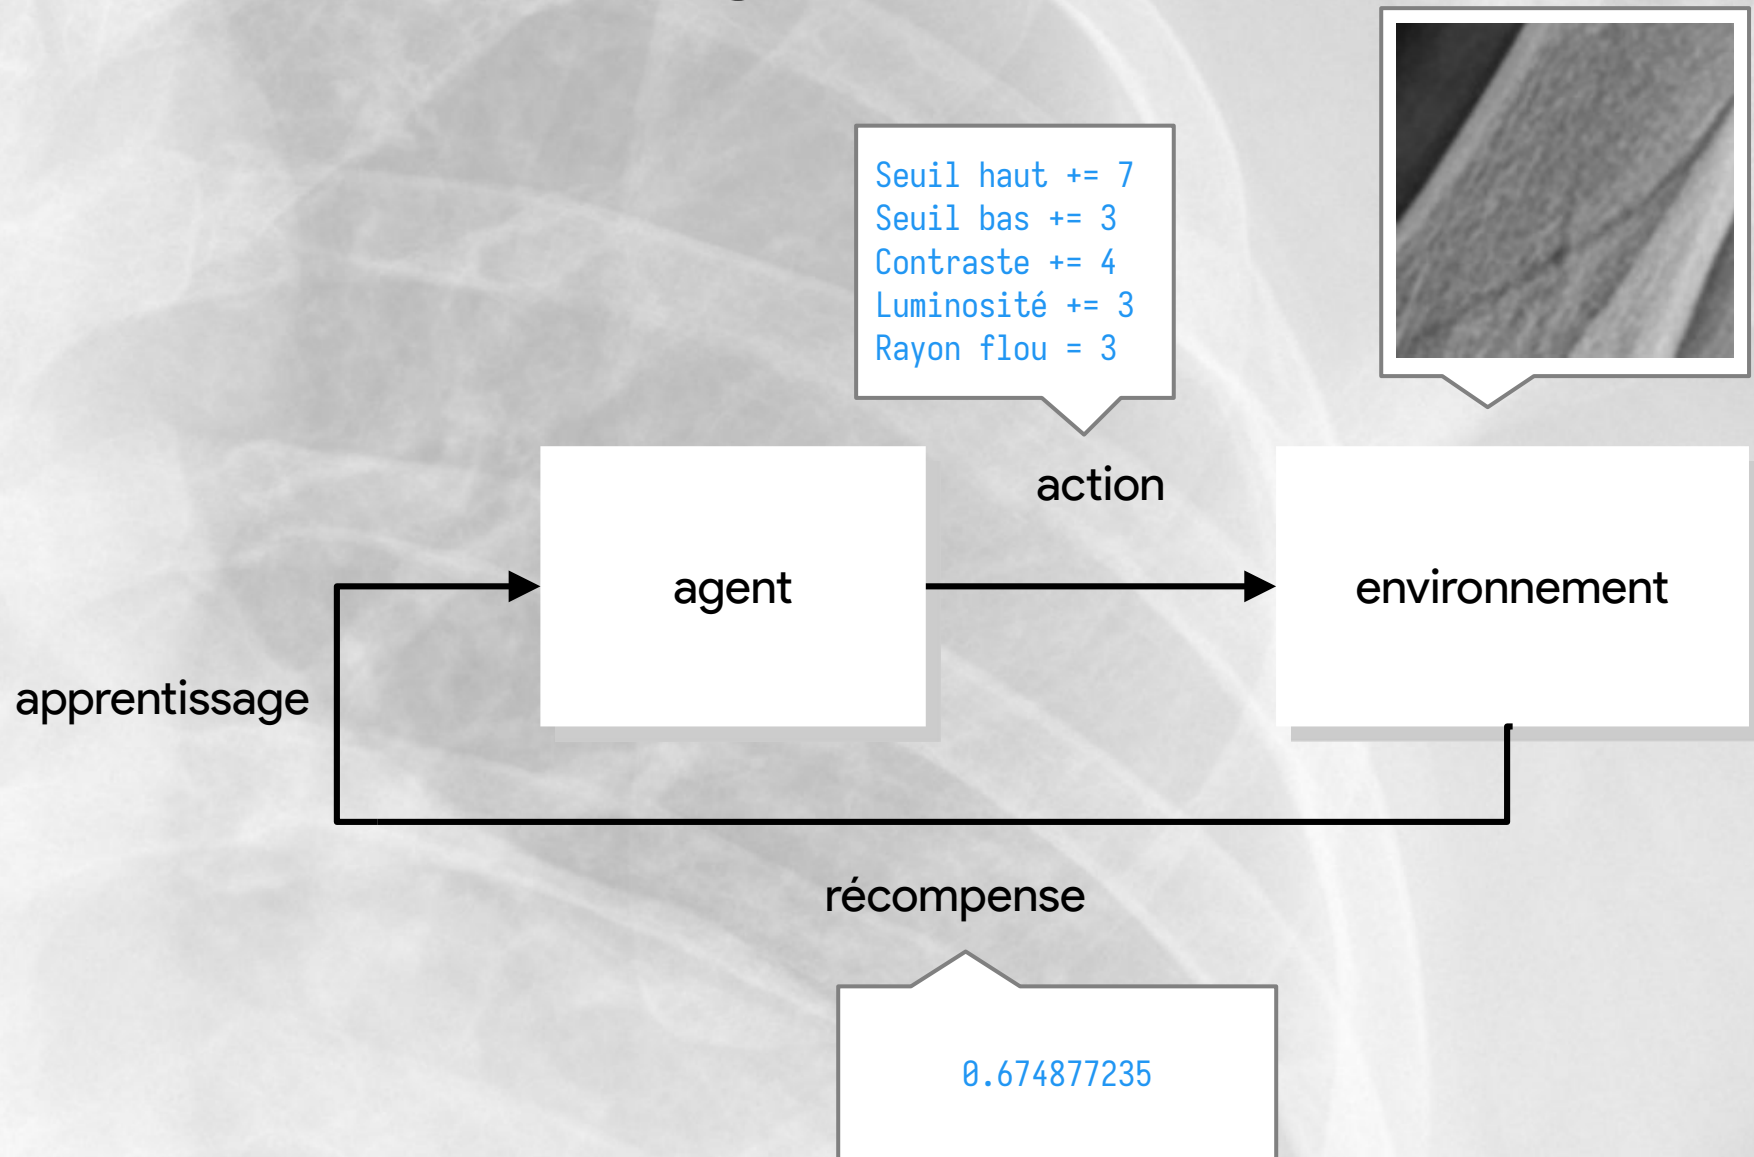 Seuil haut += 7
Seuil bas += 3
Contraste += 4
Luminosité += 3
Rayon flou = 3
action
agent
environnement
apprentissage
récompense
0.674877235